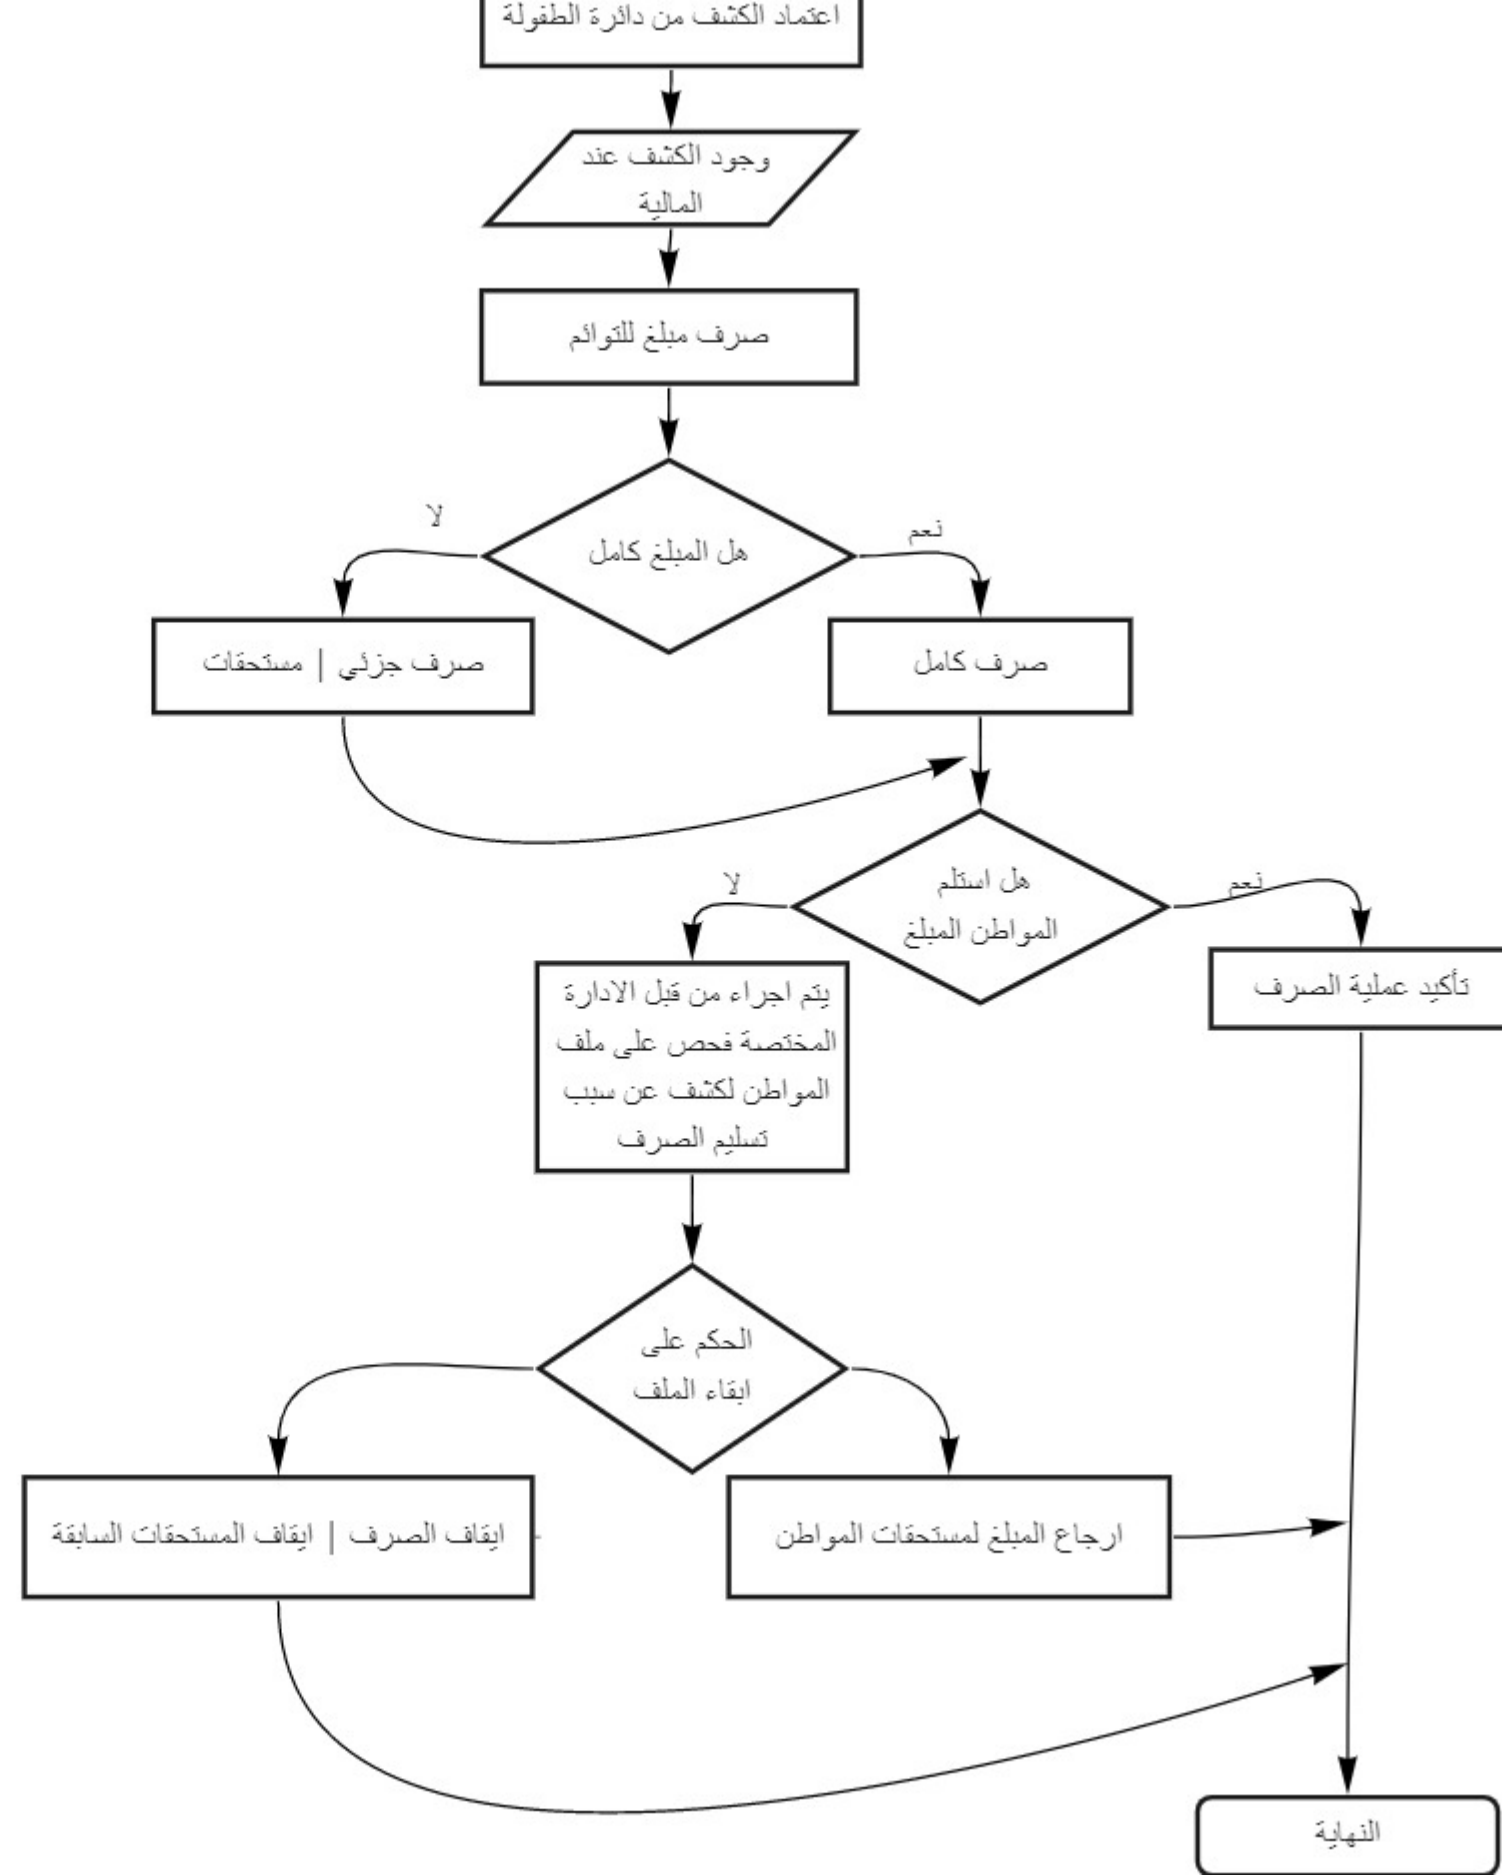 اعتماد الكشف من دائرة الطفولة
وجود الكشف عند
المالية
صرف مبلغ للتوائم
هل المبلغ كامل
نعم
لا
صرف كامل
صرف جزئي | مستحقات
هل استلم
المواطن المبلغ
نعم
لا
تأكيد عملية الصرف
يتم اجراء من قبل الادارة
المختصة فحص على ملف
المواطن لكشف عن سبب
تسليم الصرف
الحكم على
ابقاء الملف
ارجاع المبلغ لمستحقات المواطن
ايقاف الصرف | ايقاف المستحقات السابقة
النهاية